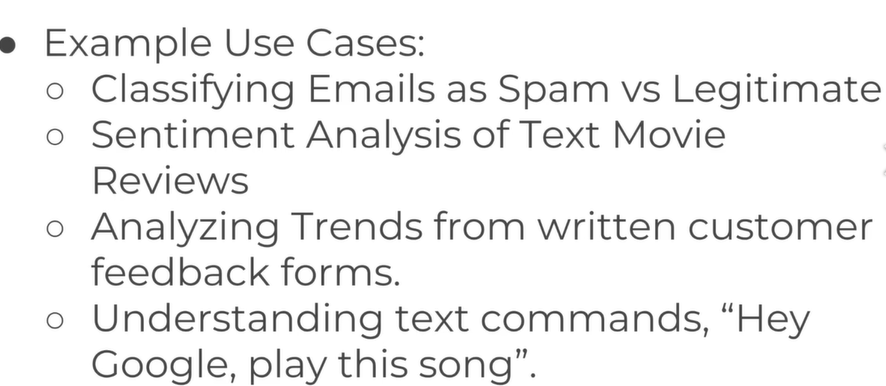 ● Example Use Cases:
○ Classifying Emails as Spam vs Legitimate
○ Sentiment Analysis of Text Movie
Reviews
○ Analyzing Trends from written customer
feedback forms.
○ Understanding text commands, “Hey
Google, play this song”.